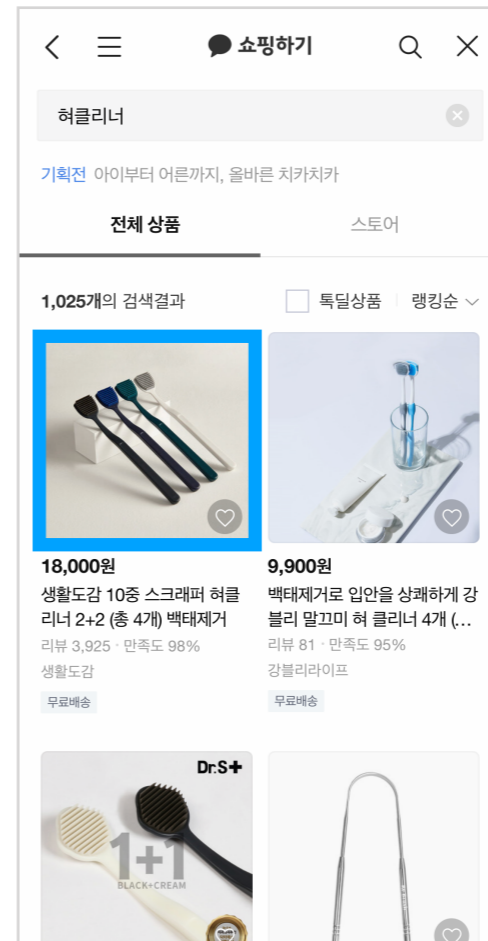 쇼핑하기
혀클리너
기획전 아이부터 어른까지, 올바른 치카치카
전체 상품 스토어
1,025개의 검색결과 톡딜상품 랭킹순
18,000원
생활도감 10중 스크래퍼 혀클
리너 2+2 (총 4개) 백태제거
리뷰 3,925 · 만족도 98%
생활도감
무료배송
9,900원
백태제거로 입안을 상쾌하게 강
블리 말끄미 혀 클리너 4개 (...
리뷰 81 · 만족도 95%
강블리라이프
무료배송
Dr.S+
1+1
BLACK+CREAM